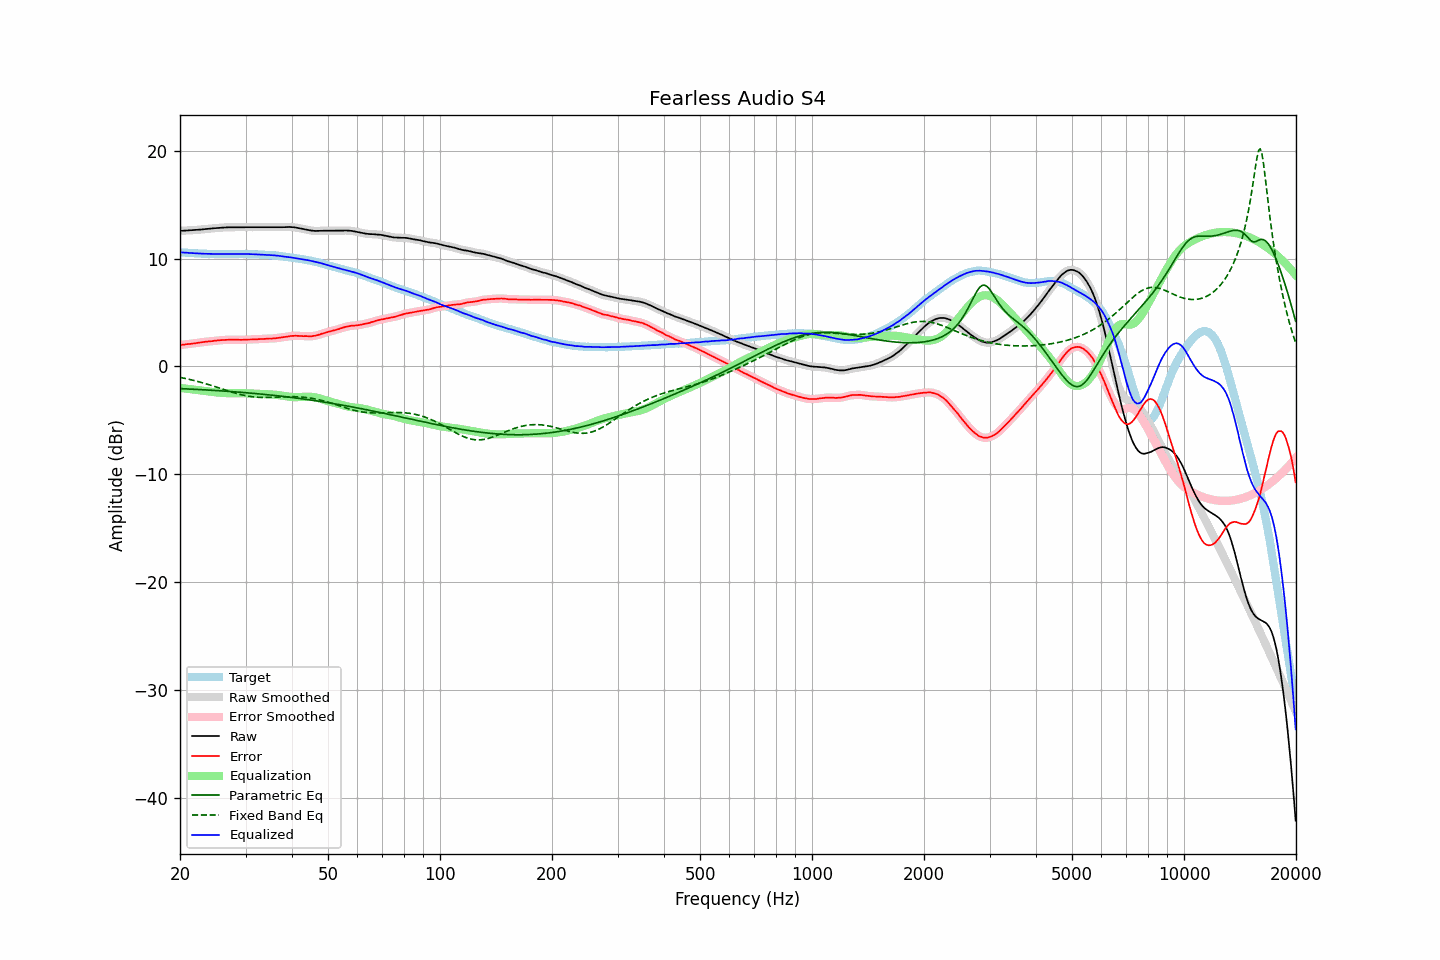 Fearless Audio S4
Amplitude (dBr)
20
10
0
−10
−20
−30
−40
Target
Raw Smoothed
Error Smoothed
Raw
Error
Equalization
Parametric Eq
Fixed Band Eq
Equalized
20 50 100 200 500 1000 2000 5000 10000 20000
Frequency (Hz)